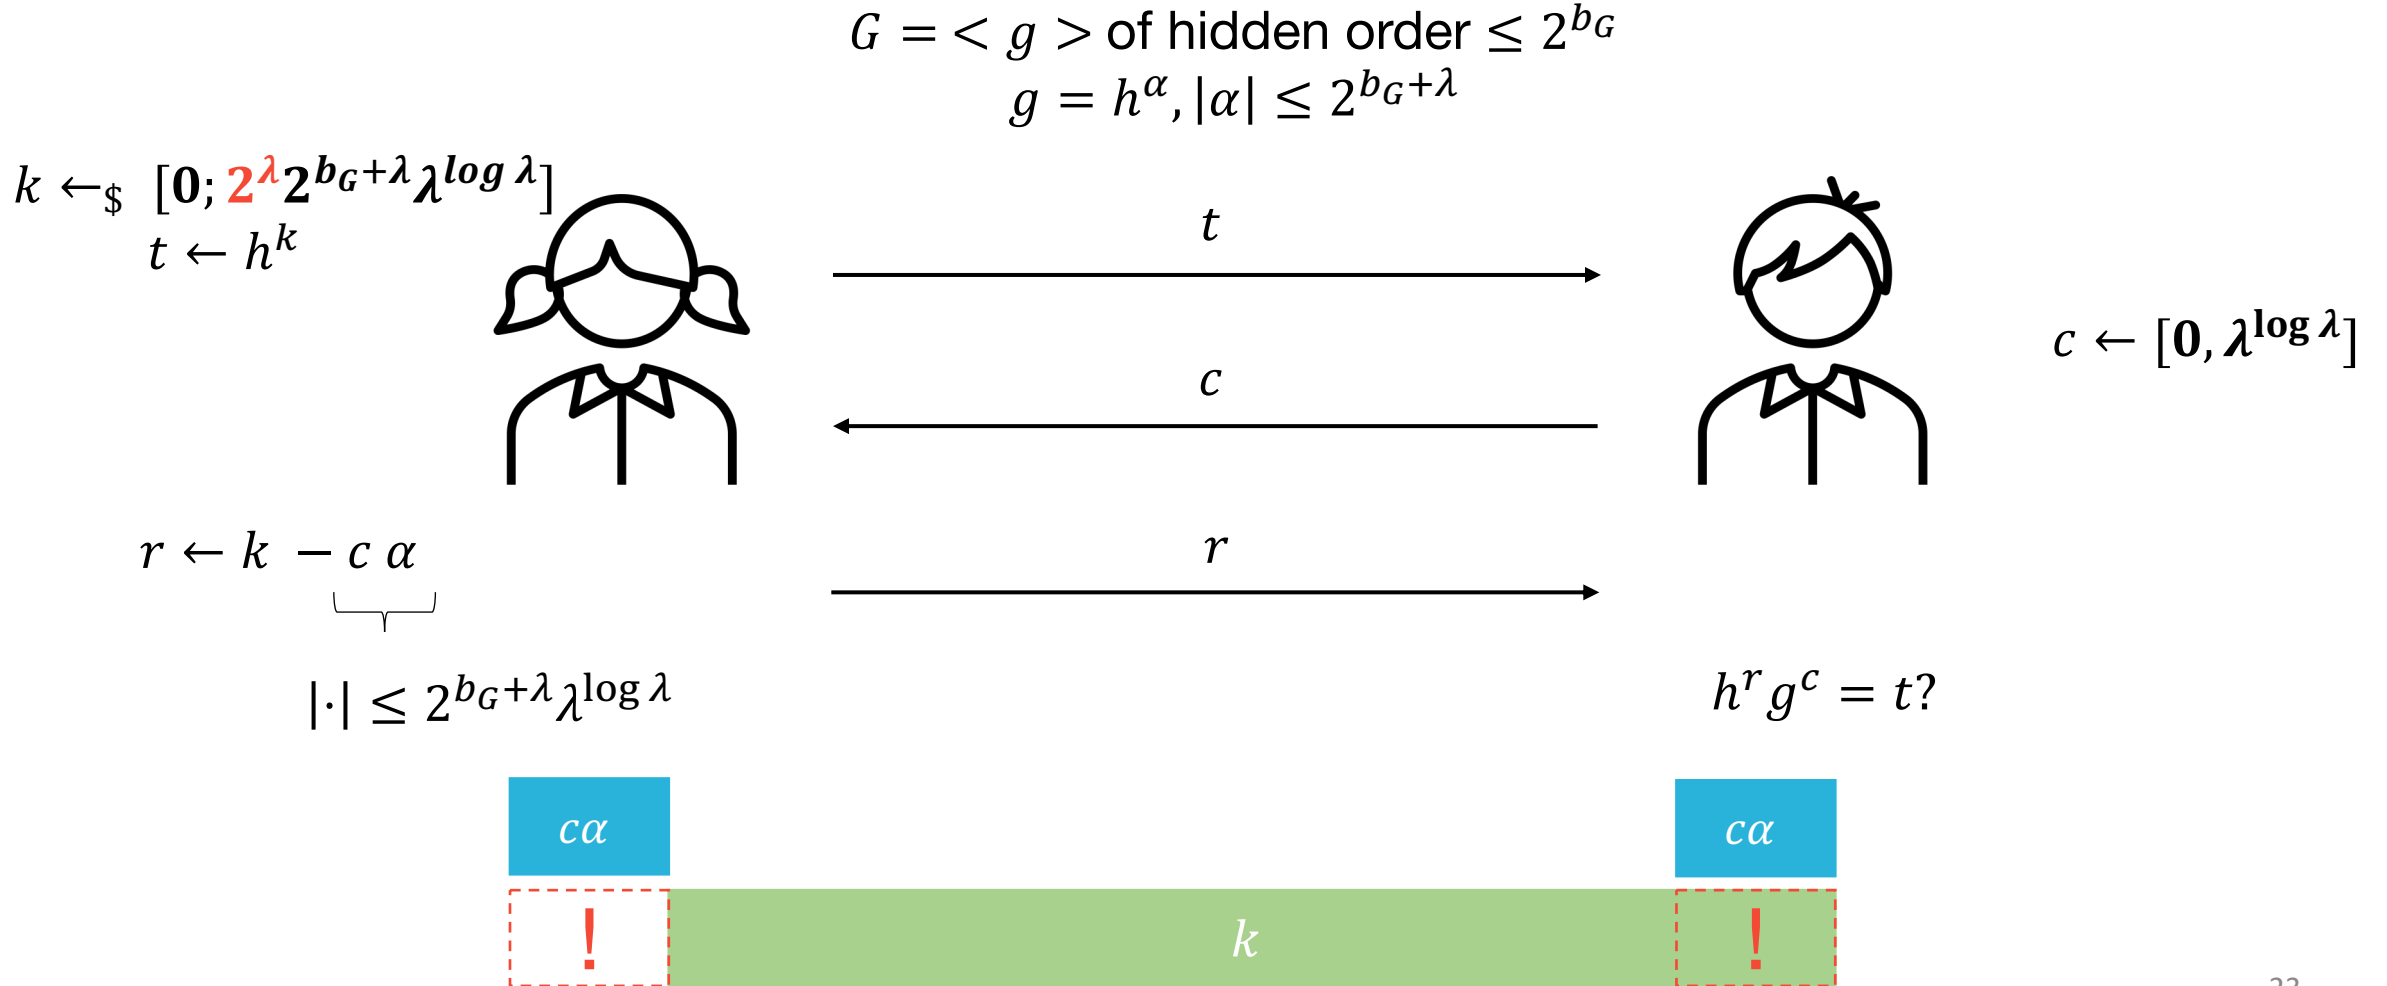 G = < g > of hidden order ≤ 2^{b_G}
g = h^α, |α| ≤ 2^{b_G+λ}
k ←_$ [0; 2^λ 2^{b_G+λ} λ^{log λ}]
t ← h^k
t
c ← [0, λ^{log λ}]
c
r ← k − c α
r
|·| ≤ 2^{b_G+λ} λ^{log λ}
h^r g^c = t?
cα
cα
!
k
!